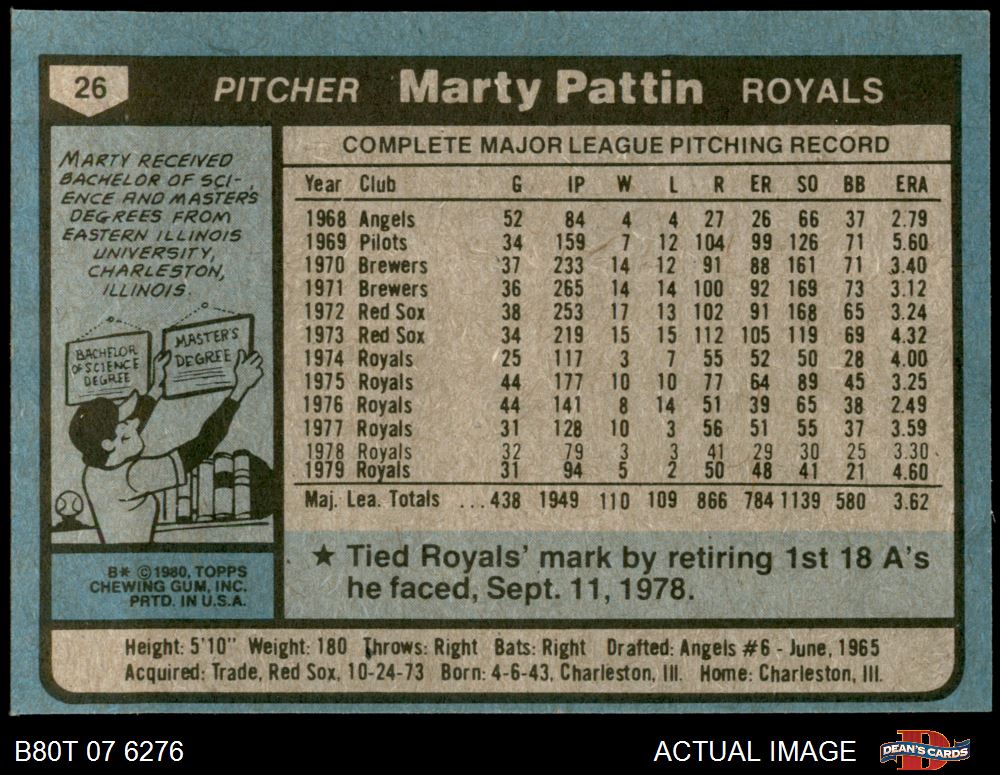 26 PITCHER Marty Pattin ROYALS
MARTY RECEIVED
BACHELOR OF SCI-
ENCE AND MASTER'S
DEGREES FROM
EASTERN ILLINOIS
UNIVERSITY,
CHARLESTON,
ILLINOIS.
BACHELOR
OF SCIENCE
DEGREE
MASTER'S
DEGREE
B* ©1980, TOPPS
CHEWING GUM, INC.
PRTD. IN U.S.A.
COMPLETE MAJOR LEAGUE PITCHING RECORD
Year Club G IP W L R ER SO BB ERA
1968 Angels 52 84 4 4 27 26 66 37 2.79
1969 Pilots 34 159 7 12 104 99 126 71 5.60
1970 Brewers 37 233 14 12 91 88 161 71 3.40
1971 Brewers 36 265 14 14 100 92 169 73 3.12
1972 Red Sox 38 253 17 13 102 91 168 65 3.24
1973 Red Sox 34 219 15 15 112 105 119 69 4.32
1974 Royals 25 117 3 7 55 52 50 28 4.00
1975 Royals 44 177 10 10 77 64 89 45 3.25
1976 Royals 44 141 8 14 51 39 65 38 2.49
1977 Royals 31 128 10 3 56 51 55 37 3.59
1978 Royals 32 79 3 3 41 29 30 25 3.30
1979 Royals 31 94 5 2 50 48 41 21 4.60
Maj. Lea. Totals ...438 1949 110 109 866 784 1139 580 3.62
★ Tied Royals' mark by retiring 1st 18 A's
he faced, Sept. 11, 1978.
Height: 5'10" Weight: 180 Throws: Right Bats: Right Drafted: Angels #6 - June, 1965
Acquired: Trade, Red Sox, 10-24-73 Born: 4-6-43, Charleston, Ill. Home: Charleston, Ill.
B80T 07 6276 ACTUAL IMAGE DEAN'S CARDS